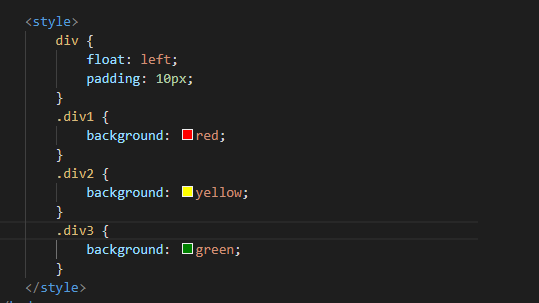 <style>
div {
float: left;
padding: 10px;
}
.div1 {
background: red;
}
.div2 {
background: yellow;
}
.div3 {
background: green;
}
</style>